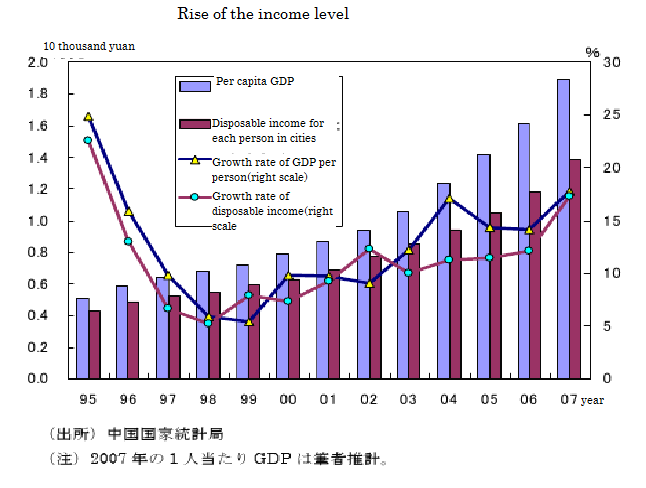 Rise of the income level
10 thousand yuan
%
2.0
1.8
1.6
1.4
1.2
1.0
0.8
0.6
0.4
0.2
0.0
30
25
20
15
10
5
0
Per capita GDP
Disposable income for
each person in cities
Growth rate of GDP per
person(right scale)
Growth rate of
disposable income(right
scale
95 96 97 98 99 00 01 02 03 04 05 06 07 year
（出所）中国国家統計局
（注）2007年の1人当たりGDPは筆者推計。